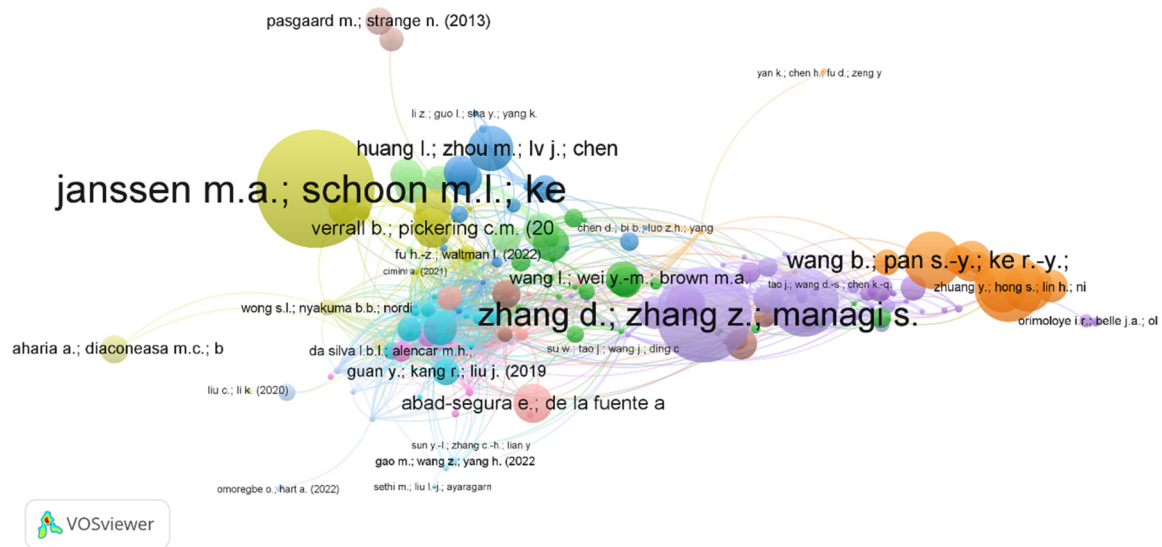 pasgaard m.; strange n. (2013)
yan k.; chen h.; fu d.; zeng y
li z.; guo l.; sha y.; yang k.
huang l.; zhou m.; lv j.; chen
janssen m.a.; schoon m.l.; ke
verrall b.; pickering c.m. (20
chen d.; bi b.; luo z.h.; yang
fu h.-z.; waltman l. (2022)
wang b.; pan s.-y.; ke r.-y.;
cimini a. (2021)
wang l.; wei y.-m.; brown m.a.
tao j.; wang d.-s.; chen k.-q.
zhuang y.; hong s.; lin h.; ni
wong s.l.; nyakuma b.b.; nordi
zhang d.; zhang z.; managi s.
orimoloye i.r.; belle j.a.; ol
aharia a.; diaconeasa m.c.; b
da silva l.b.l.; alencar m.h.;
su w.; tao j.; wang j.; ding c
guan y.; kang r.; liu j. (2019
liu c.; li k. (2020)
abad-segura e.; de la fuente a
sun y.-l.; zhang c.-h.; lian y
gao m.; wang z.; yang h. (2022
omoregbe o.; hart a. (2022)
sethi m.; liu l.-j.; ayaragarn
VOSviewer